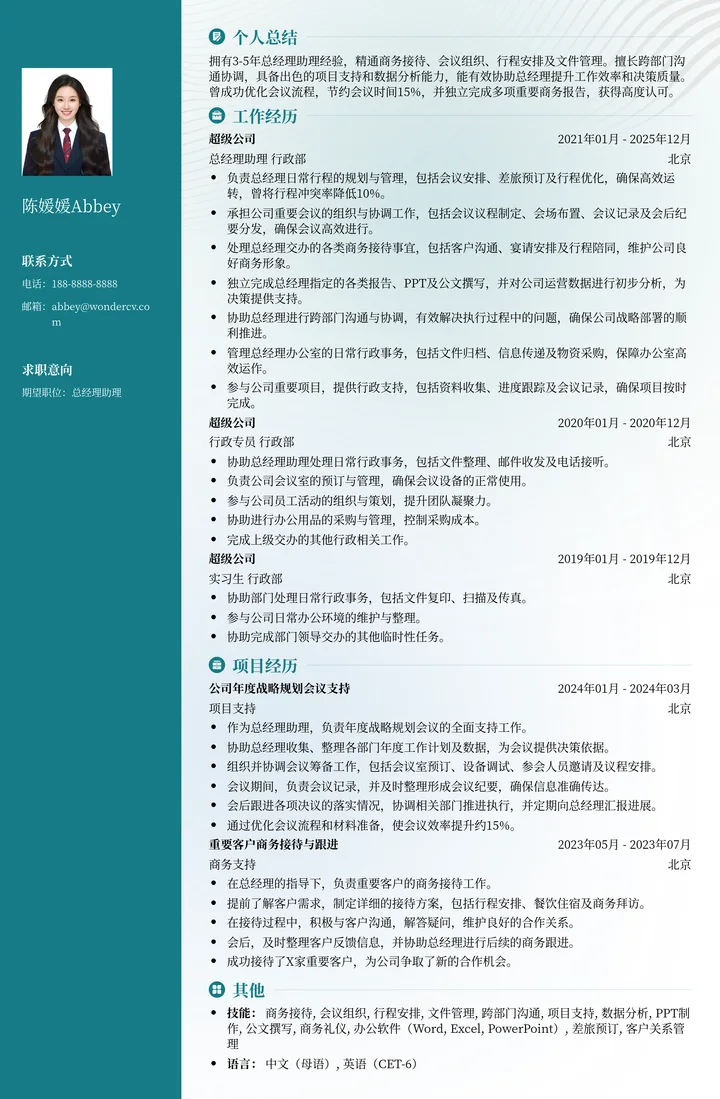 陈媛媛Abbey
联系方式
电话：188-8888-8888
邮箱：abbey@wondercv.co
m
求职意向
期望职位：总经理助理
个人总结
拥有3-5年总经理助理经验，精通商务接待、会议组织、行程安排及文件管理。擅长跨部门沟
通协调，具备出色的项目支持和数据分析能力，能有效协助总经理提升工作效率和决策质量。
曾成功优化会议流程，节约会议时间15%，并独立完成多项重要商务报告，获得高度认可。
工作经历
超级公司 2021年01月 - 2025年12月
总经理助理 行政部 北京
• 负责总经理日常行程的规划与管理，包括会议安排、差旅预订及行程优化，确保高效运
转，曾将行程冲突率降低10%。
• 承担公司重要会议的组织与协调工作，包括会议议程制定、会场布置、会议记录及会后纪
要分发，确保会议高效进行。
• 处理总经理交办的各类商务接待事宜，包括客户沟通、宴请安排及行程陪同，维护公司良
好商务形象。
• 独立完成总经理指定的各类报告、PPT及公文撰写，并对公司运营数据进行初步分析，为
决策提供支持。
• 协助总经理进行跨部门沟通与协调，有效解决执行过程中的问题，确保公司战略部署的顺
利推进。
• 管理总经理办公室的日常行政事务，包括文件归档、信息传递及物资采购，保障办公室高
效运作。
• 参与公司重要项目，提供行政支持，包括资料收集、进度跟踪及会议记录，确保项目按时
完成。
超级公司 2020年01月 - 2020年12月
行政专员 行政部 北京
• 协助总经理助理处理日常行政事务，包括文件整理、邮件收发及电话接听。
• 负责公司会议室的预订与管理，确保会议设备的正常使用。
• 参与公司员工活动的组织与策划，提升团队凝聚力。
• 协助进行办公用品的采购与管理，控制采购成本。
• 完成上级交办的其他行政相关工作。
超级公司 2019年01月 - 2019年12月
实习生 行政部 北京
• 协助部门处理日常行政事务，包括文件复印、扫描及传真。
• 参与公司日常办公环境的维护与整理。
• 协助完成部门领导交办的其他临时性任务。
项目经历
公司年度战略规划会议支持 2024年01月 - 2024年03月
项目支持 北京
• 作为总经理助理，负责年度战略规划会议的全面支持工作。
• 协助总经理收集、整理各部门年度工作计划及数据，为会议提供决策依据。
• 组织并协调会议筹备工作，包括会议室预订、设备调试、参会人员邀请及议程安排。
• 会议期间，负责会议记录，并及时整理形成会议纪要，确保信息准确传达。
• 会后跟进各项决议的落实情况，协调相关部门推进执行，并定期向总经理汇报进展。
• 通过优化会议流程和材料准备，使会议效率提升约15%。
重要客户商务接待与跟进 2023年05月 - 2023年07月
商务支持 北京
• 在总经理的指导下，负责重要客户的商务接待工作。
• 提前了解客户需求，制定详细的接待方案，包括行程安排、餐饮住宿及商务拜访。
• 在接待过程中，积极与客户沟通，解答疑问，维护良好的合作关系。
• 会后，及时整理客户反馈信息，并协助总经理进行后续的商务跟进。
• 成功接待了X家重要客户，为公司争取了新的合作机会。
其他
• 技能： 商务接待, 会议组织, 行程安排, 文件管理, 跨部门沟通, 项目支持, 数据分析, PPT制
作, 公文撰写, 商务礼仪, 办公软件（Word, Excel, PowerPoint）, 差旅预订, 客户关系管
理
• 语言： 中文（母语）, 英语（CET-6）